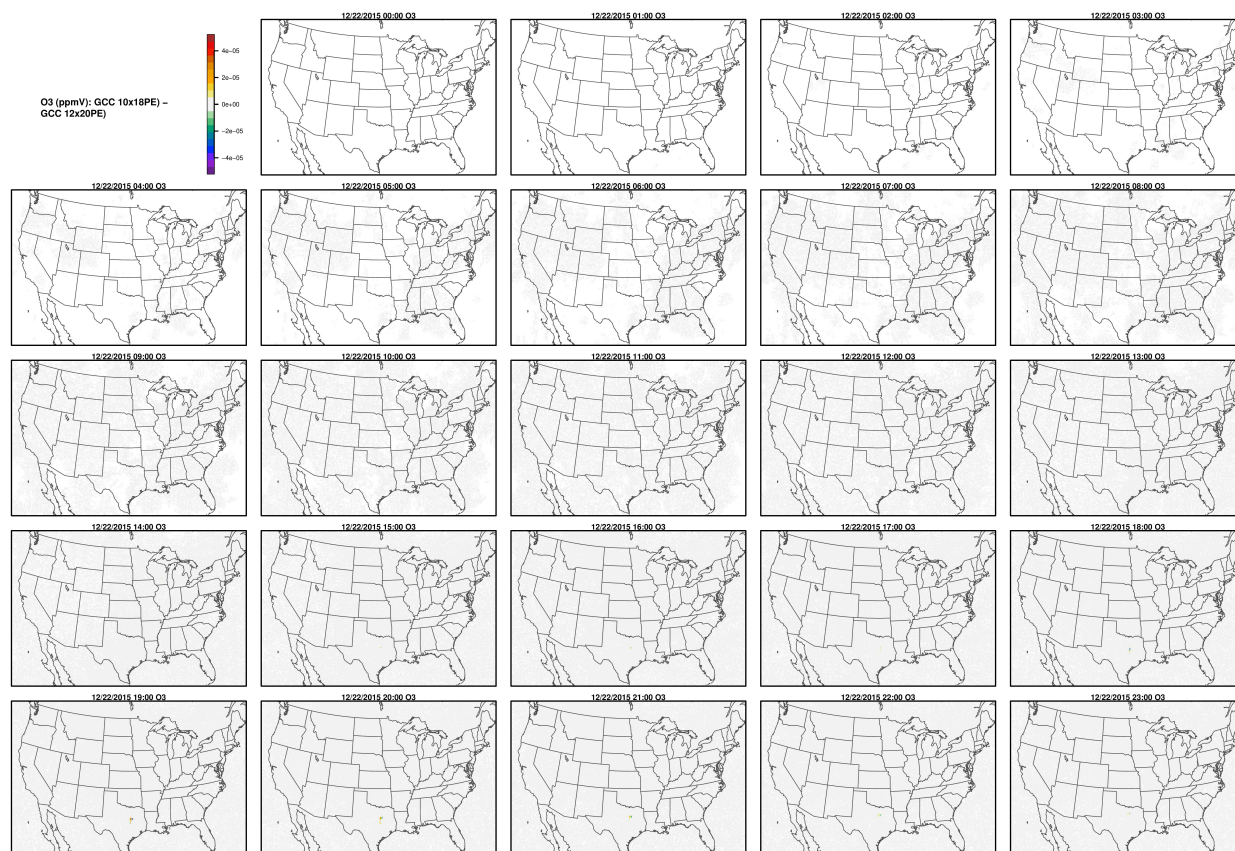 12/22/2015 00:00 O3
12/22/2015 01:00 O3
12/22/2015 02:00 O3
12/22/2015 03:00 O3
4e-05
2e-05
0e+00
-2e-05
-4e-05
O3 (ppmV): GCC 10x18PE) –
GCC 12x20PE)
12/22/2015 04:00 O3
12/22/2015 05:00 O3
12/22/2015 06:00 O3
12/22/2015 07:00 O3
12/22/2015 08:00 O3
12/22/2015 09:00 O3
12/22/2015 10:00 O3
12/22/2015 11:00 O3
12/22/2015 12:00 O3
12/22/2015 13:00 O3
12/22/2015 14:00 O3
12/22/2015 15:00 O3
12/22/2015 16:00 O3
12/22/2015 17:00 O3
12/22/2015 18:00 O3
12/22/2015 19:00 O3
12/22/2015 20:00 O3
12/22/2015 21:00 O3
12/22/2015 22:00 O3
12/22/2015 23:00 O3